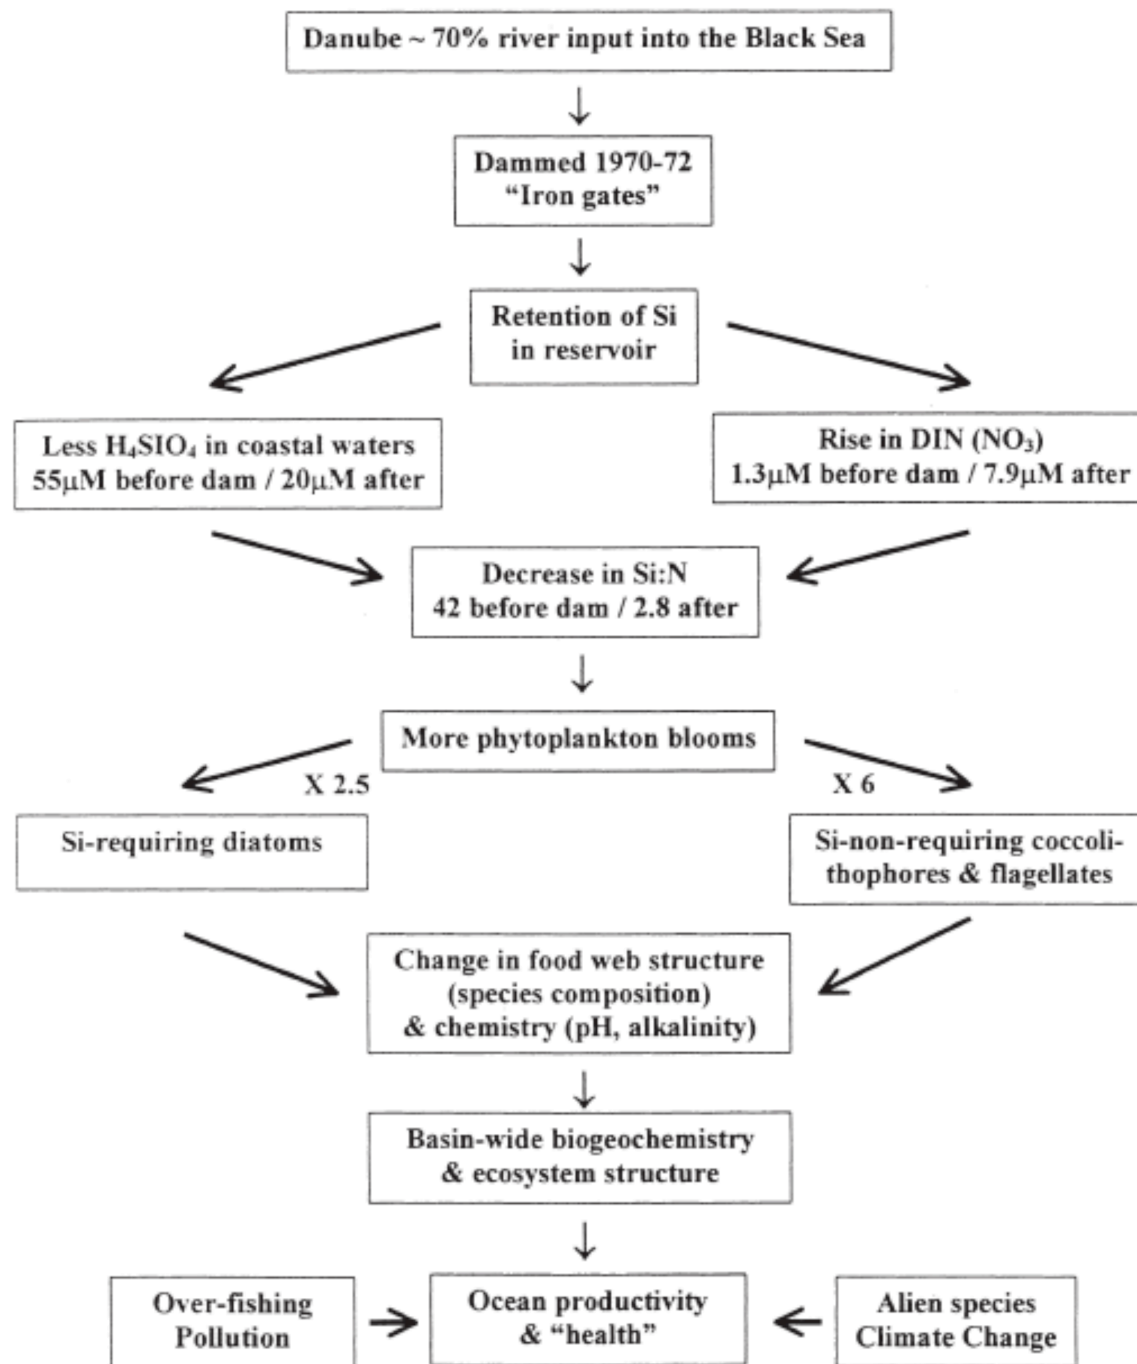 Danube ~ 70% river input into the Black Sea
Dammed 1970-72
“Iron gates”
Retention of Si
in reservoir
Less H₄SIO₄ in coastal waters
55μM before dam / 20μM after
Rise in DIN (NO₃)
1.3μM before dam / 7.9μM after
Decrease in Si:N
42 before dam / 2.8 after
More phytoplankton blooms
X 2.5
X 6
Si-requiring diatoms
Si-non-requiring coccoli-
thophores & flagellates
Change in food web structure
(species composition)
& chemistry (pH, alkalinity)
Basin-wide biogeochemistry
& ecosystem structure
Over-fishing
Pollution
Ocean productivity
& “health”
Alien species
Climate Change